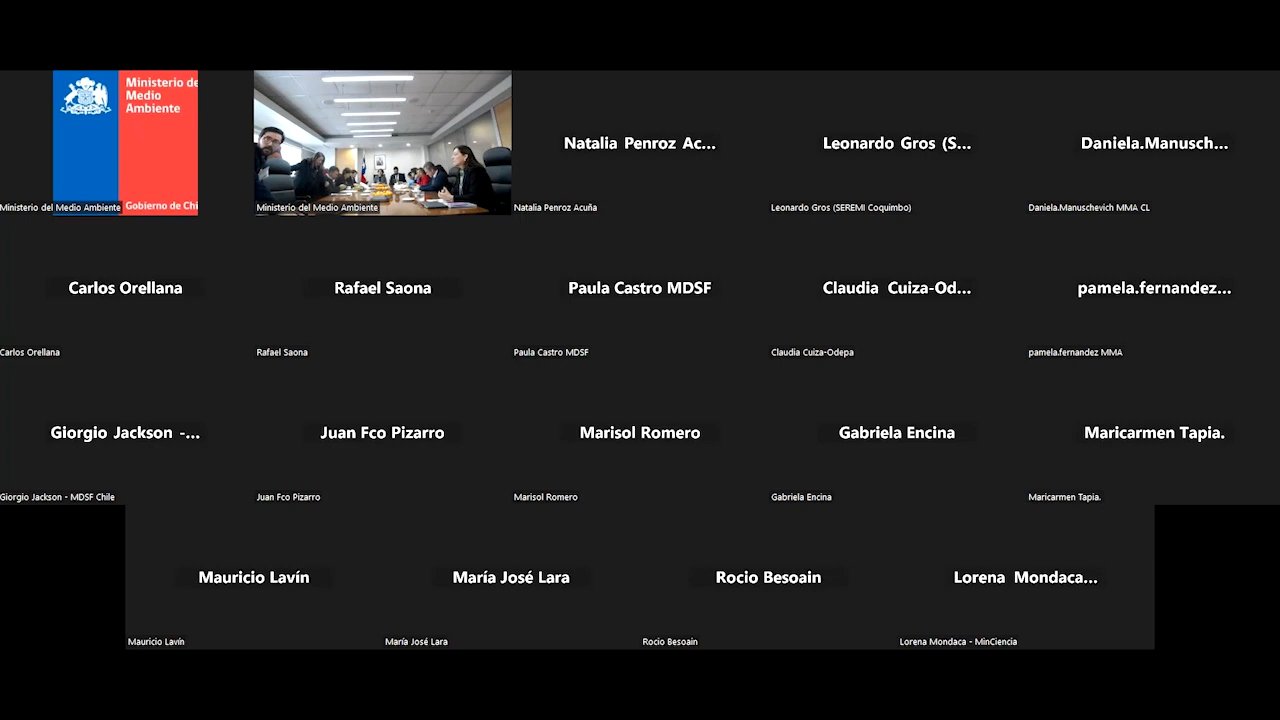 Ministerio de
Medio
Ambiente
Gobierno de Chi
Ministerio del Medio Ambiente
Ministerio del Medio Ambiente
Natalia Penroz Ac...
Natalia Penroz Acuña
Leonardo Gros (S...
Leonardo Gros (SEREMI Coquimbo)
Daniela.Manusch...
Daniela.Manuschevich MMA CL
Carlos Orellana
Carlos Orellana
Rafael Saona
Rafael Saona
Paula Castro MDSF
Paula Castro MDSF
Claudia Cuiza-Od...
Claudia Cuiza-Odepa
pamela.fernandez...
pamela.fernandez MMA
Giorgio Jackson -...
Giorgio Jackson - MDSF Chile
Juan Fco Pizarro
Juan Fco Pizarro
Marisol Romero
Marisol Romero
Gabriela Encina
Gabriela Encina
Maricarmen Tapia.
Maricarmen Tapia.
Mauricio Lavín
Mauricio Lavín
María José Lara
María José Lara
Rocio Besoain
Rocio Besoain
Lorena Mondaca...
Lorena Mondaca - MinCiencia